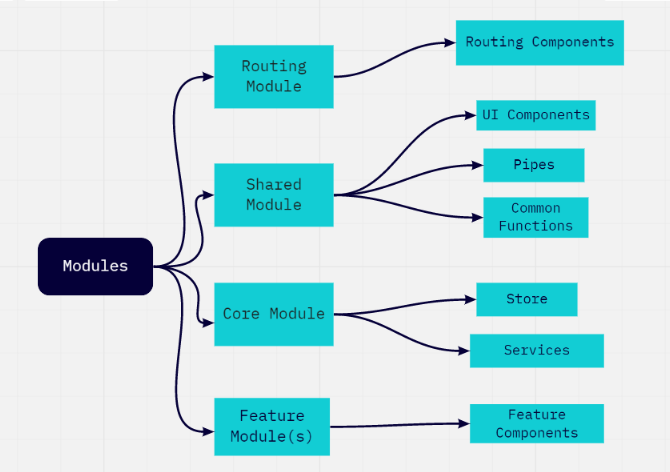 Modules
Routing
Module
Shared
Module
Core Module
Feature
Module(s)
Routing Components
UI Components
Pipes
Common
Functions
Store
Services
Feature
Components